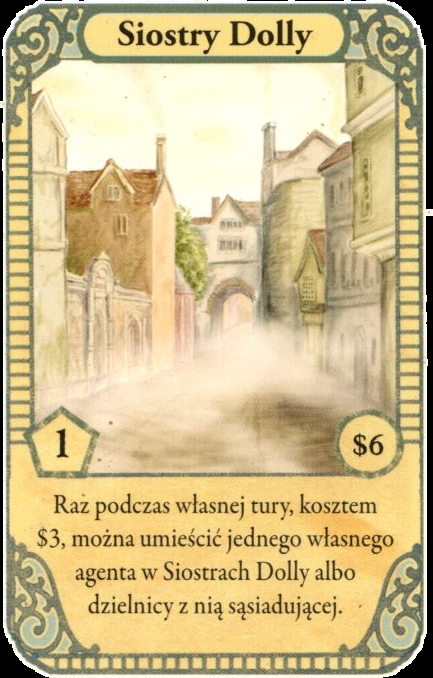 Siostry Dolly
1
$6
Raz podczas własnej tury, kosztem
$3, można umieścić jednego własnego
agenta w Siostrach Dolly albo
dzielnicy z nią sąsiadującej.